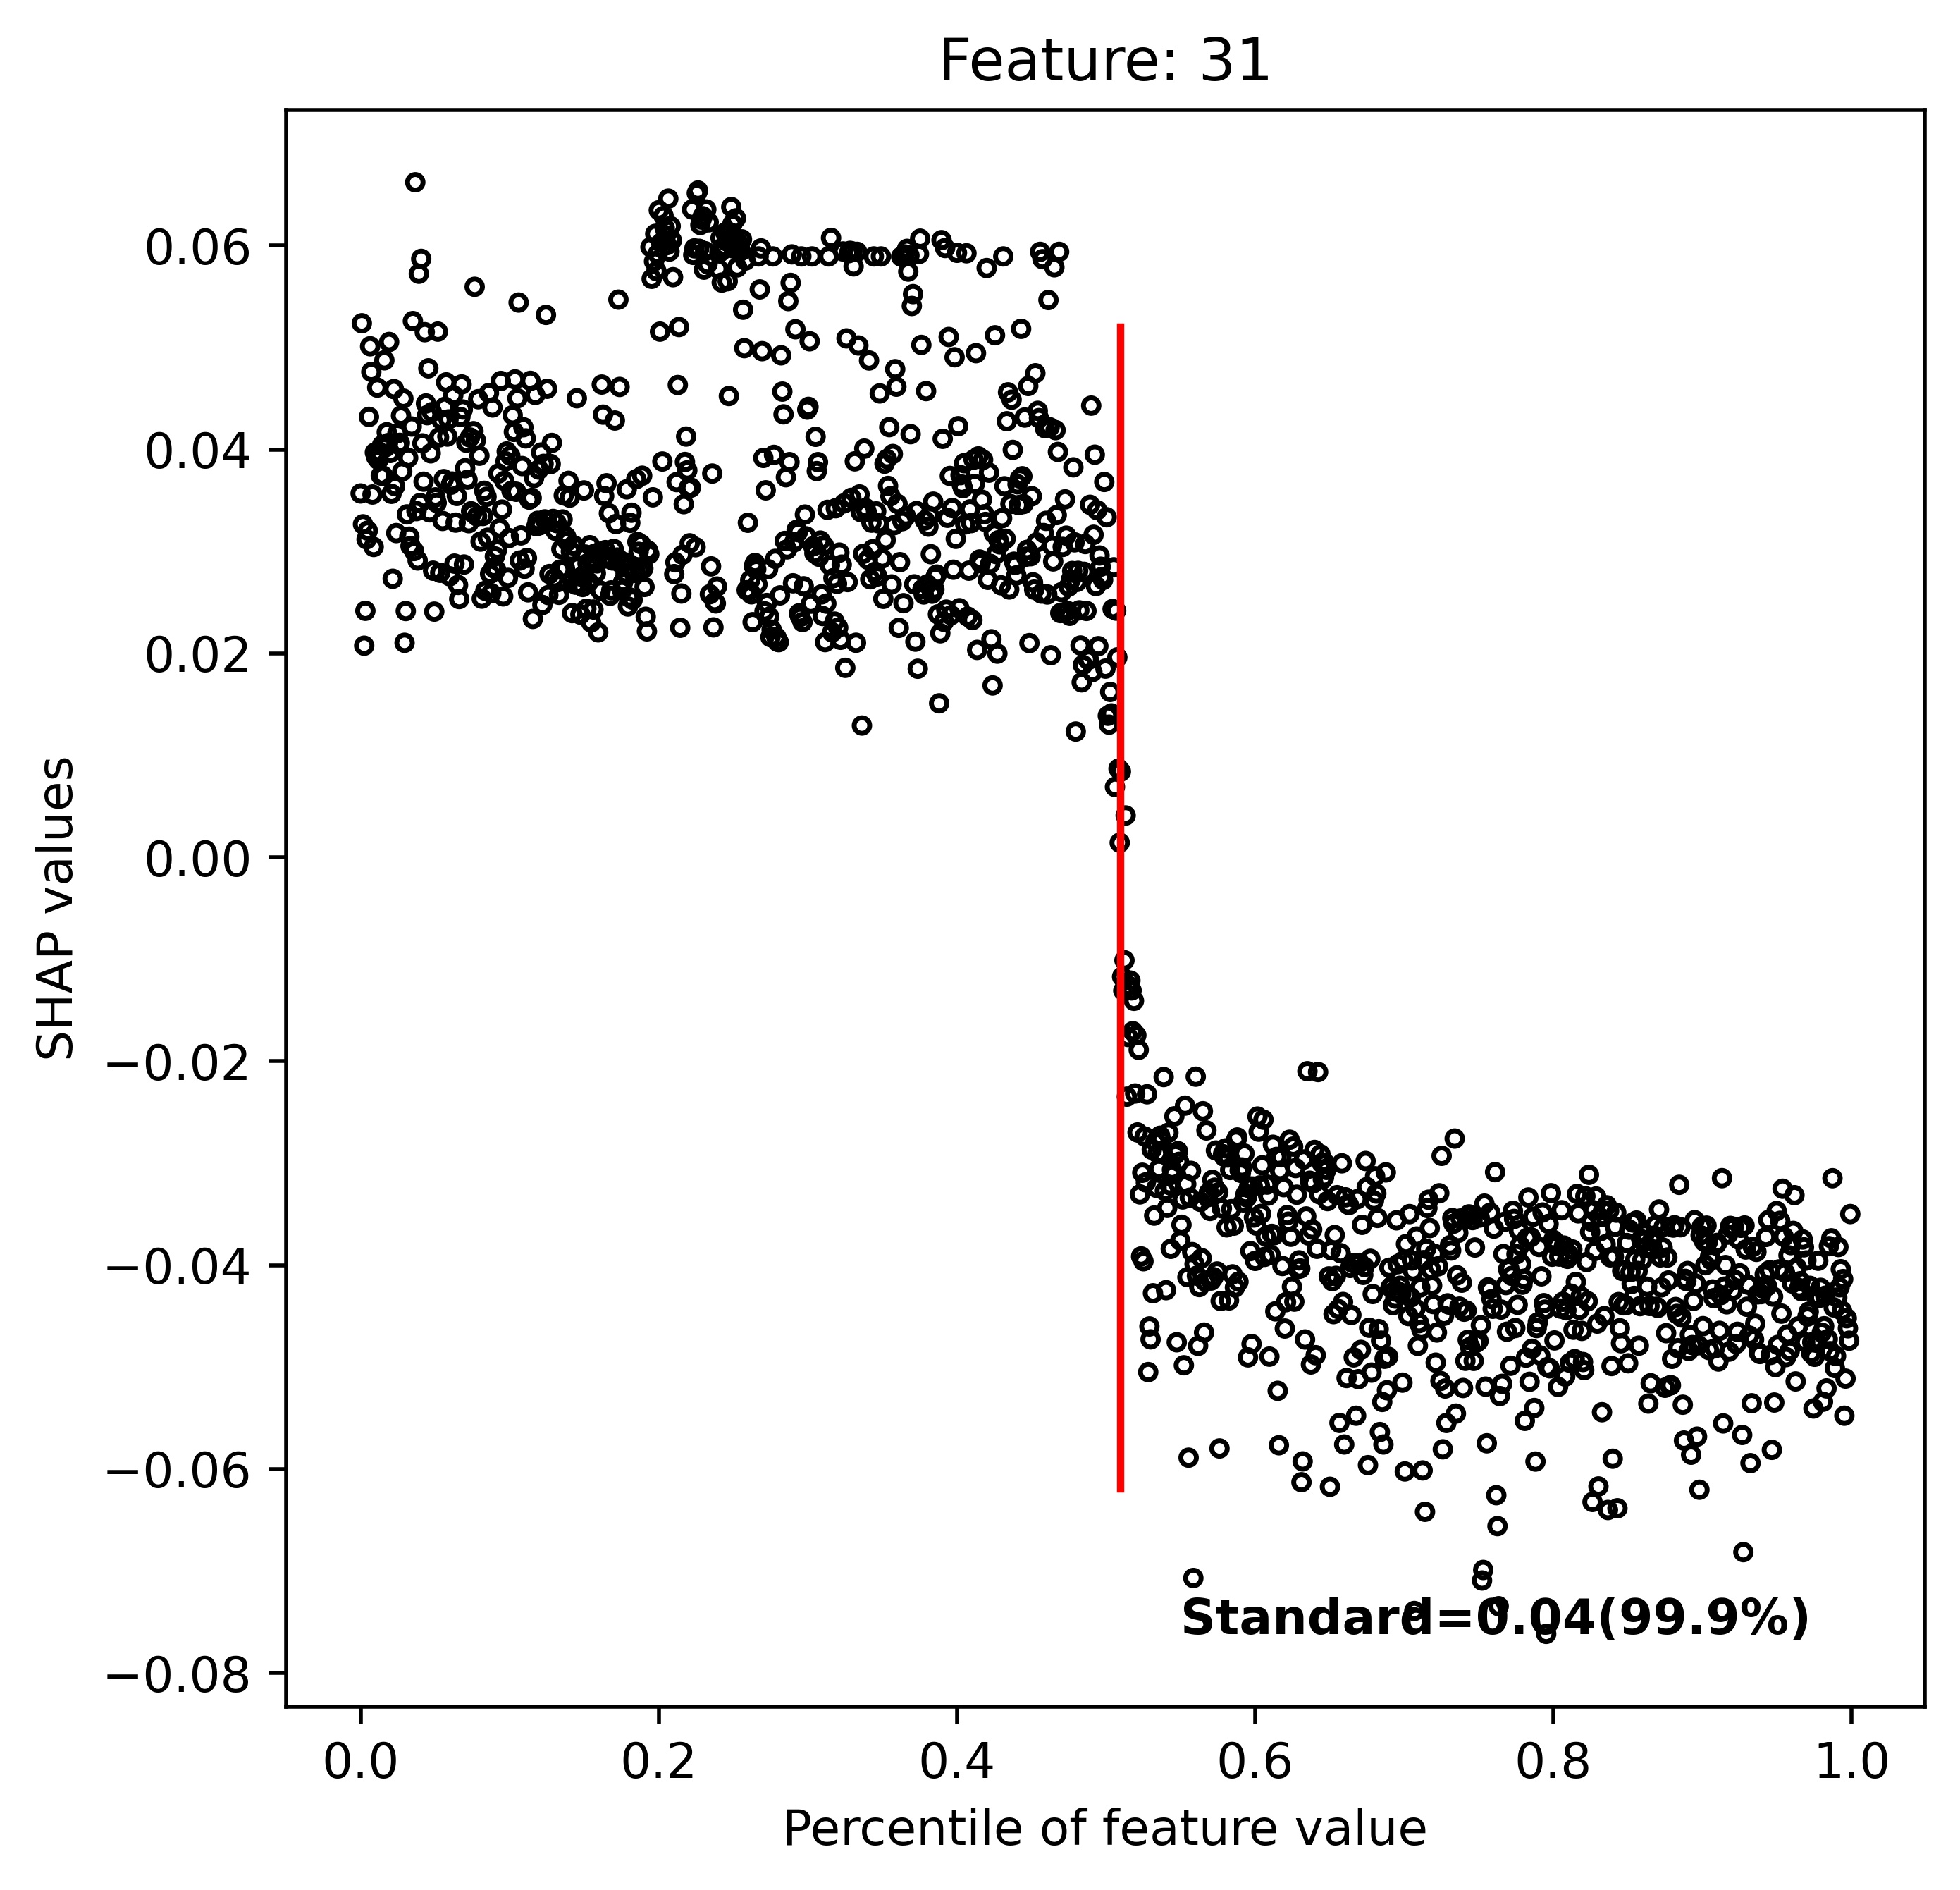 Feature: 31
SHAP values
0.06
0.04
0.02
0.00
−0.02
−0.04
−0.06
−0.08
Standard=0.04(99.9%)
0.0 0.2 0.4 0.6 0.8 1.0
Percentile of feature value